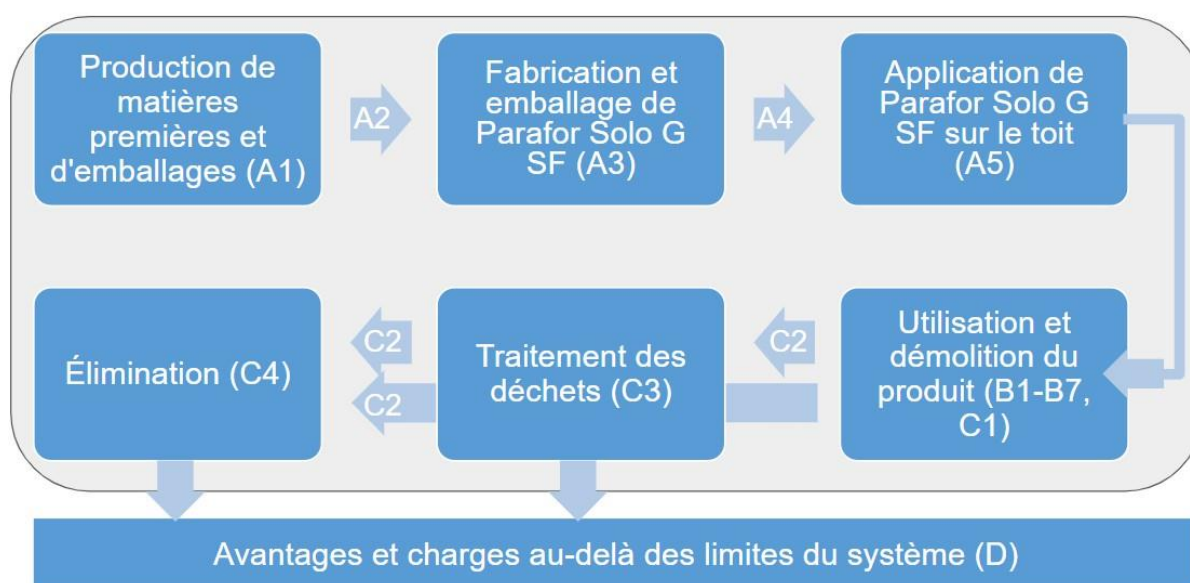 Production de
matières
premières et
d'emballages (A1)
A2
Fabrication et
emballage de
Parafor Solo G
SF (A3)
A4
Application de
Parafor Solo G
SF sur le toit
(A5)
Élimination (C4)
C2
C2
Traitement des
déchets (C3)
C2
Utilisation et
démolition du
produit (B1-B7,
C1)
Avantages et charges au-delà des limites du système (D)